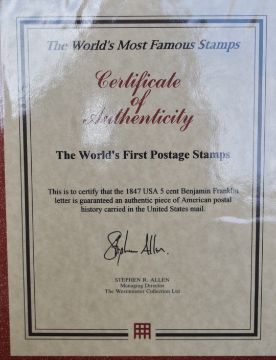 The World's Most Famous Stamps
Certificate
of
Authenticity
The World's First Postage Stamps
This is to certify that the 1847 USA 5 cent Benjamin Franklin
letter is guaranteed an authentic piece of American postal
history carried in the United States mail.
Stephen Allen.
STEPHEN R. ALLEN
Managing Director
The Westminster Collection Ltd